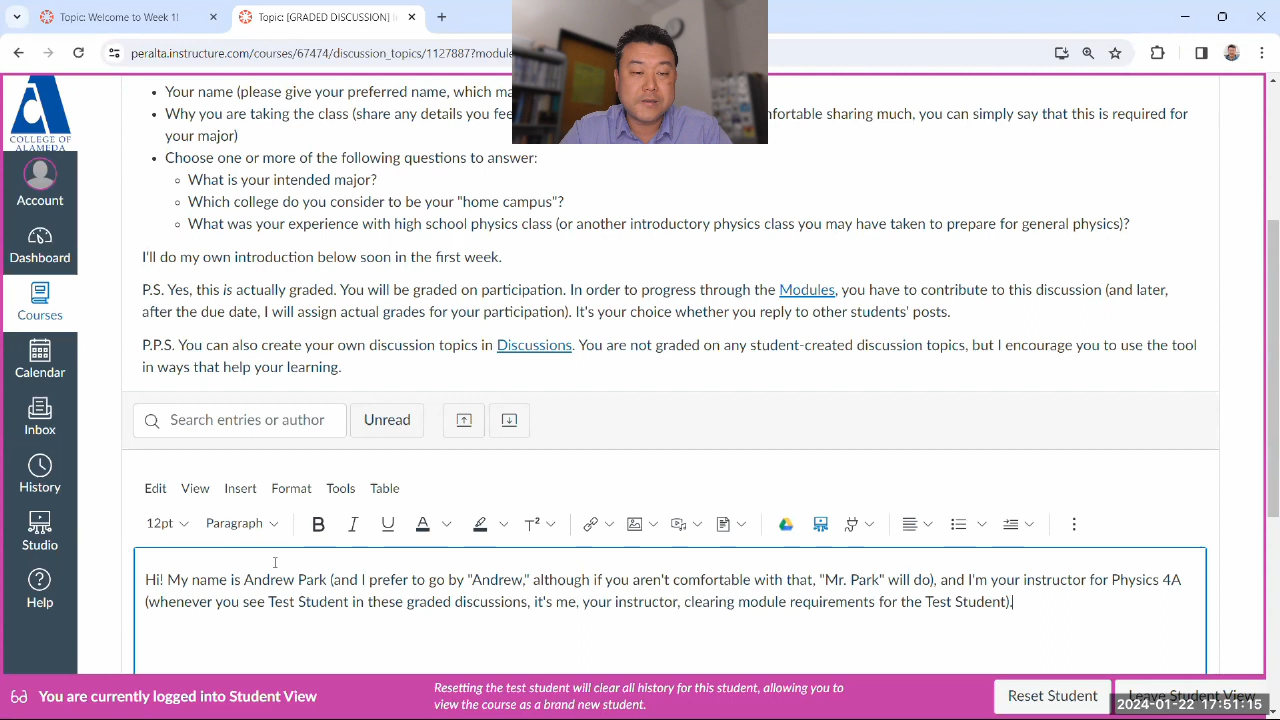 peralta.instructure.com/courses/67474/discussion_topics/1127887?modul
COLLEGE OF
ALAMEDA
Account
Dashboard
Courses
Calendar
Inbox
History
Studio
Help
• Your name (please give your preferred name, which
• Why you are taking the class (share any details you
comfortable sharing much, you can simply say that this is required for
your major)
• Choose one or more of the following questions to answer:
◦ What is your intended major?
◦ Which college do you consider to be your "home campus"?
◦ What was your experience with high school physics class (or another introductory physics class you may have taken to prepare for general physics)?
I'll do my own introduction below soon in the first week.
P.S. Yes, this is actually graded. You will be graded on participation. In order to progress through the Modules, you have to contribute to this discussion (and later,
after the due date, I will assign actual grades for your participation). It's your choice whether you reply to other students' posts.
P.P.S. You can also create your own discussion topics in Discussions. You are not graded on any student-created discussion topics, but I encourage you to use the tool
in ways that help your learning.
Search entries or author
Unread
Edit View Insert Format Tools Table
12pt Paragraph B I U A T²
Hi! My name is Andrew Park (and I prefer to go by "Andrew," although if you aren't comfortable with that, "Mr. Park" will do), and I'm your instructor for Physics 4A
(whenever you see Test Student in these graded discussions, it's me, your instructor, clearing module requirements for the Test Student).
You are currently logged into Student View
Resetting the test student will clear all history for this student, allowing you to
view the course as a brand new student.
Reset Student
Leave Student View
2024-01-22 17:51:15